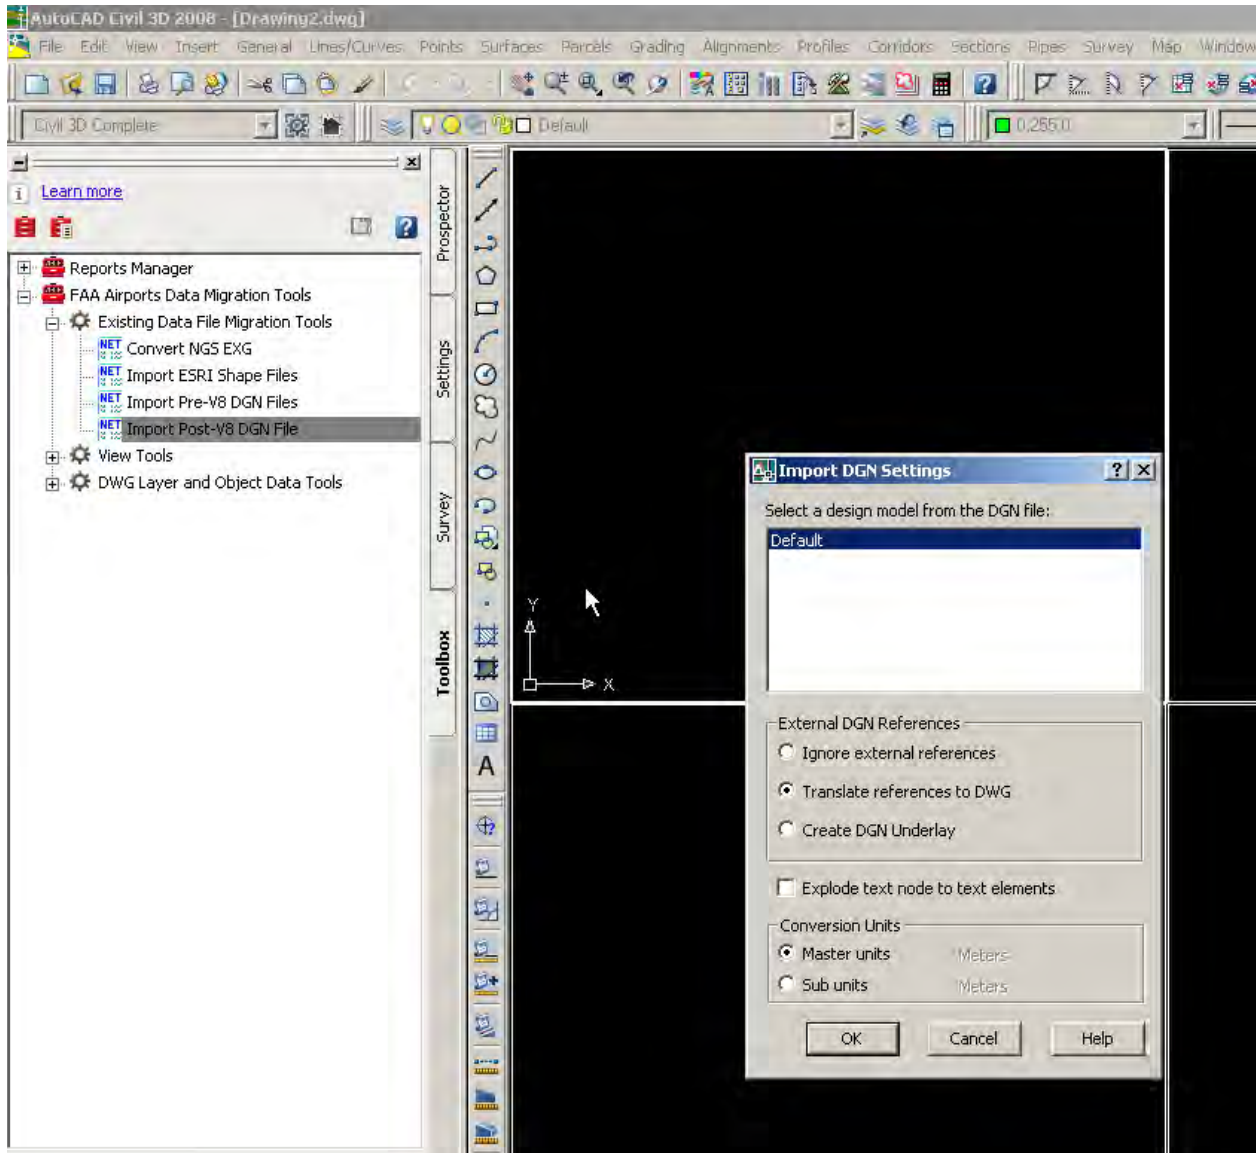 AutoCAD Civil 3D 2008 - [Drawing2.dwg]
File Edit View Insert General Lines/Curves Points Surfaces Parcels Grading Alignments Profiles Corridors Sections Pipes Survey Map Window
Civil 3D Complete
Default
0,255,0
Learn more
Prospector
Reports Manager
FAA Airports Data Migration Tools
Existing Data File Migration Tools
NET Convert NGS EXG
NET Import ESRI Shape Files
NET Import Pre-V8 DGN Files
NET Import Post-V8 DGN File
View Tools
DWG Layer and Object Data Tools
Settings
Survey
Toolbox
A
Y
X
Import DGN Settings
Select a design model from the DGN file:
Default
External DGN References
Ignore external references
Translate references to DWG
Create DGN Underlay
Explode text node to text elements
Conversion Units
Master units Meters
Sub units Meters
OK Cancel Help